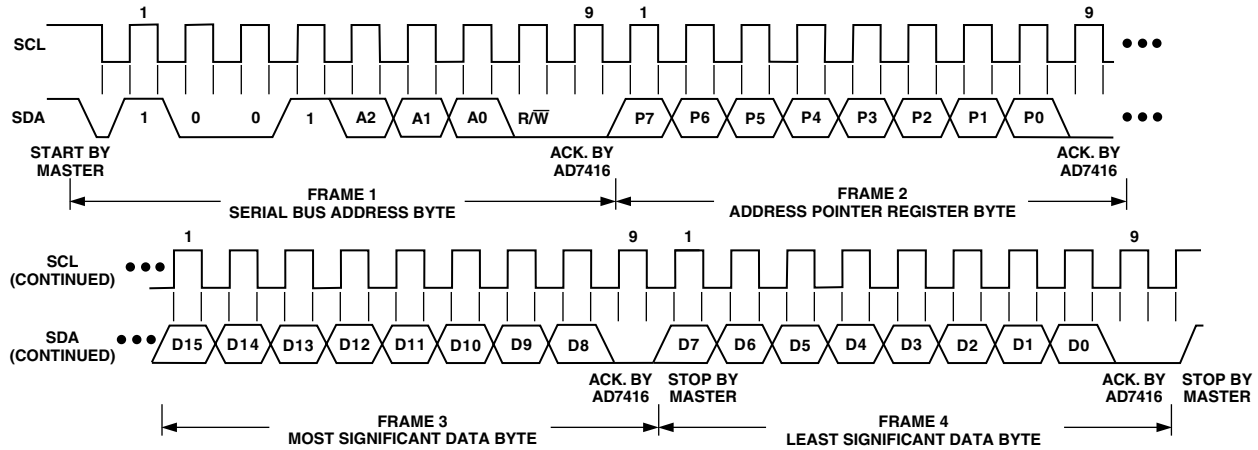 1 9 1 9
SCL
SDA 1 0 0 1 A2 A1 A0 R/W̅ P7 P6 P5 P4 P3 P2 P1 P0
START BY MASTER
ACK. BY AD7416
ACK. BY AD7416
FRAME 1
SERIAL BUS ADDRESS BYTE
FRAME 2
ADDRESS POINTER REGISTER BYTE
1 9 1 9
SCL
(CONTINUED)
SDA
(CONTINUED)
D15 D14 D13 D12 D11 D10 D9 D8 D7 D6 D5 D4 D3 D2 D1 D0
ACK. BY AD7416
STOP BY MASTER
ACK. BY AD7416
STOP BY MASTER
FRAME 3
MOST SIGNIFICANT DATA BYTE
FRAME 4
LEAST SIGNIFICANT DATA BYTE